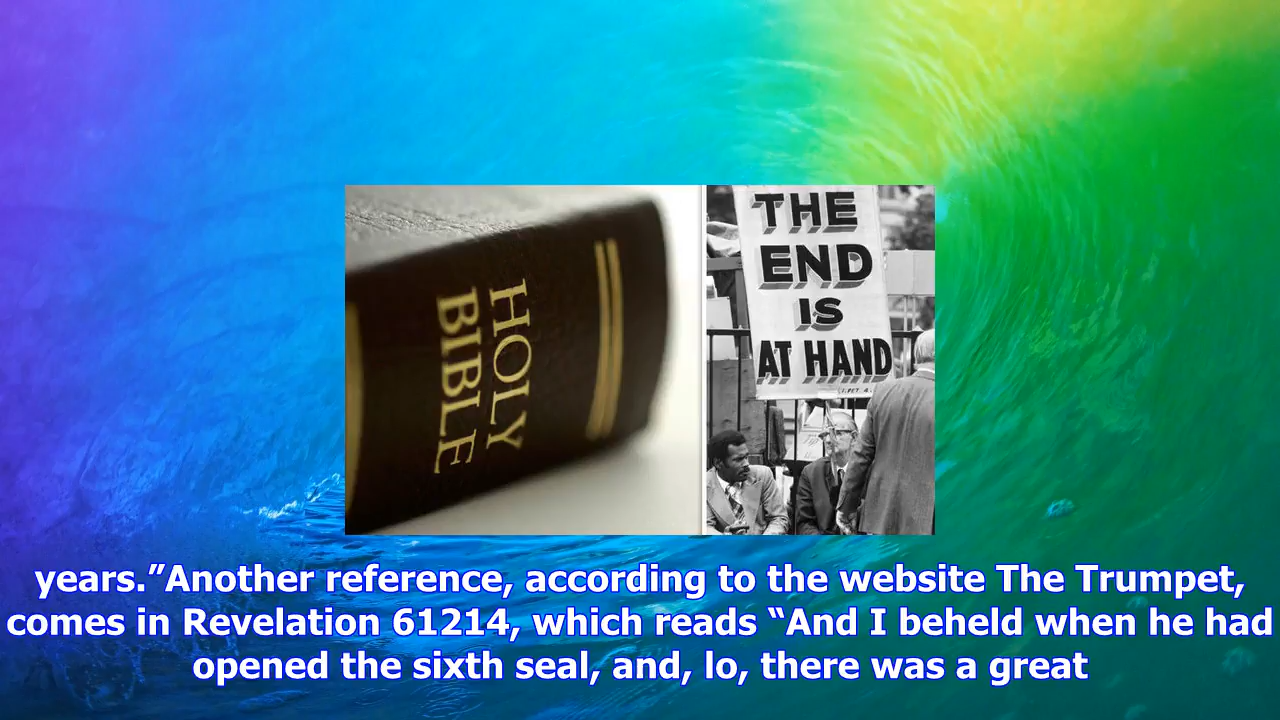 HOLY
BIBLE
THE
END
IS
AT HAND
years.”Another reference, according to the website The Trumpet,
comes in Revelation 61214, which reads “And I beheld when he had
opened the sixth seal, and, lo, there was a great